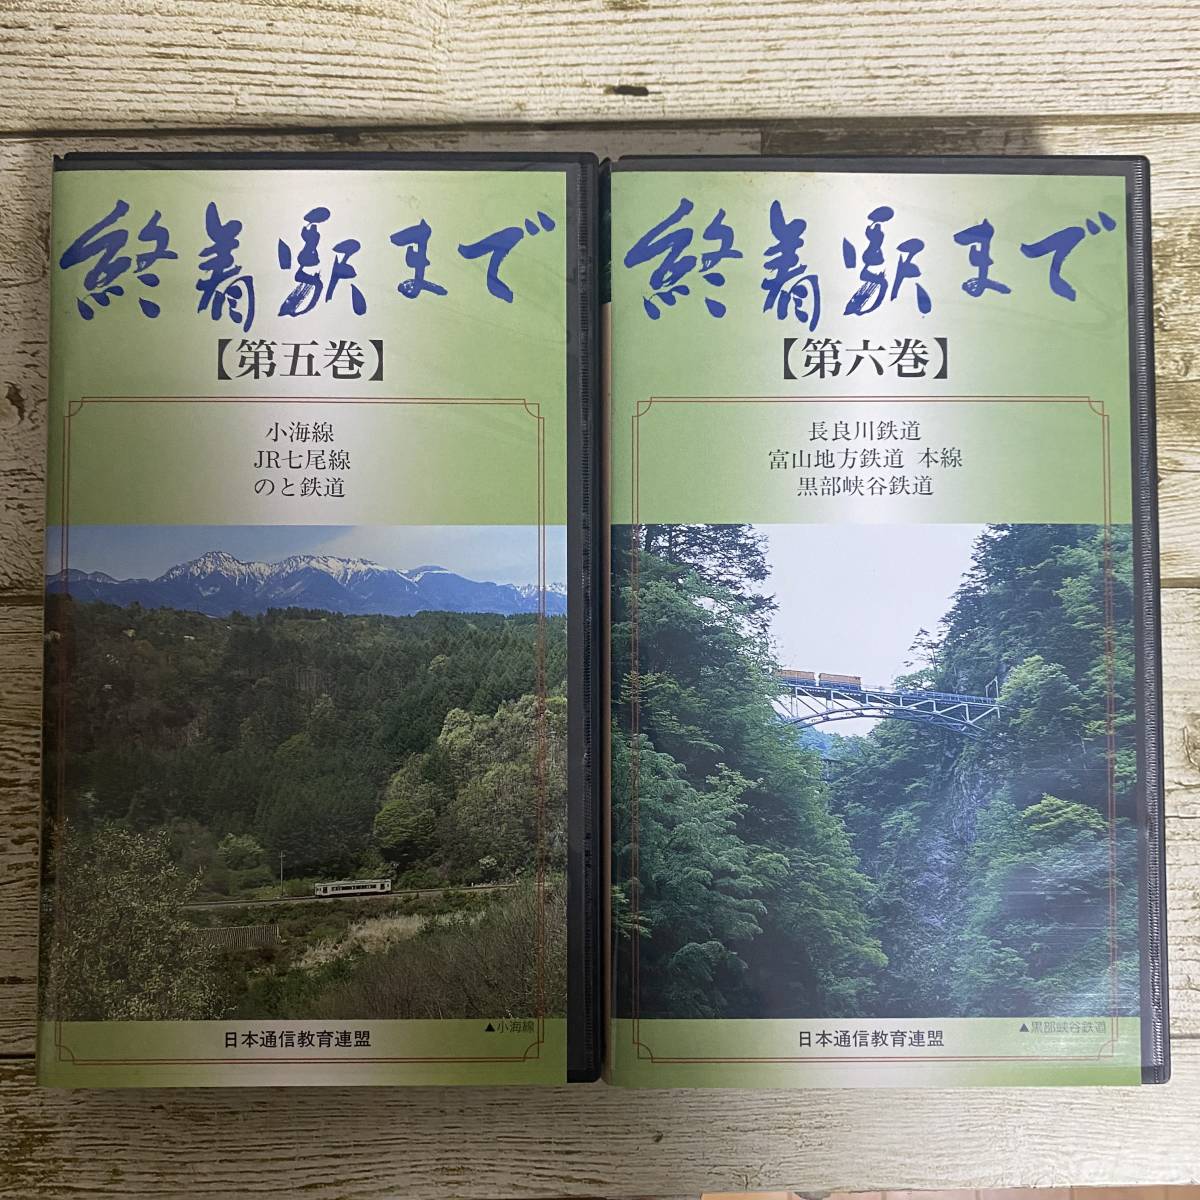 終着駅まで
【第五巻】
小海線
JR七尾線
のと鉄道
▲小海線
日本通信教育連盟
終着駅まで
【第六巻】
長良川鉄道
富山地方鉄道 本線
黒部峡谷鉄道
▲黒部峡谷鉄道
日本通信教育連盟